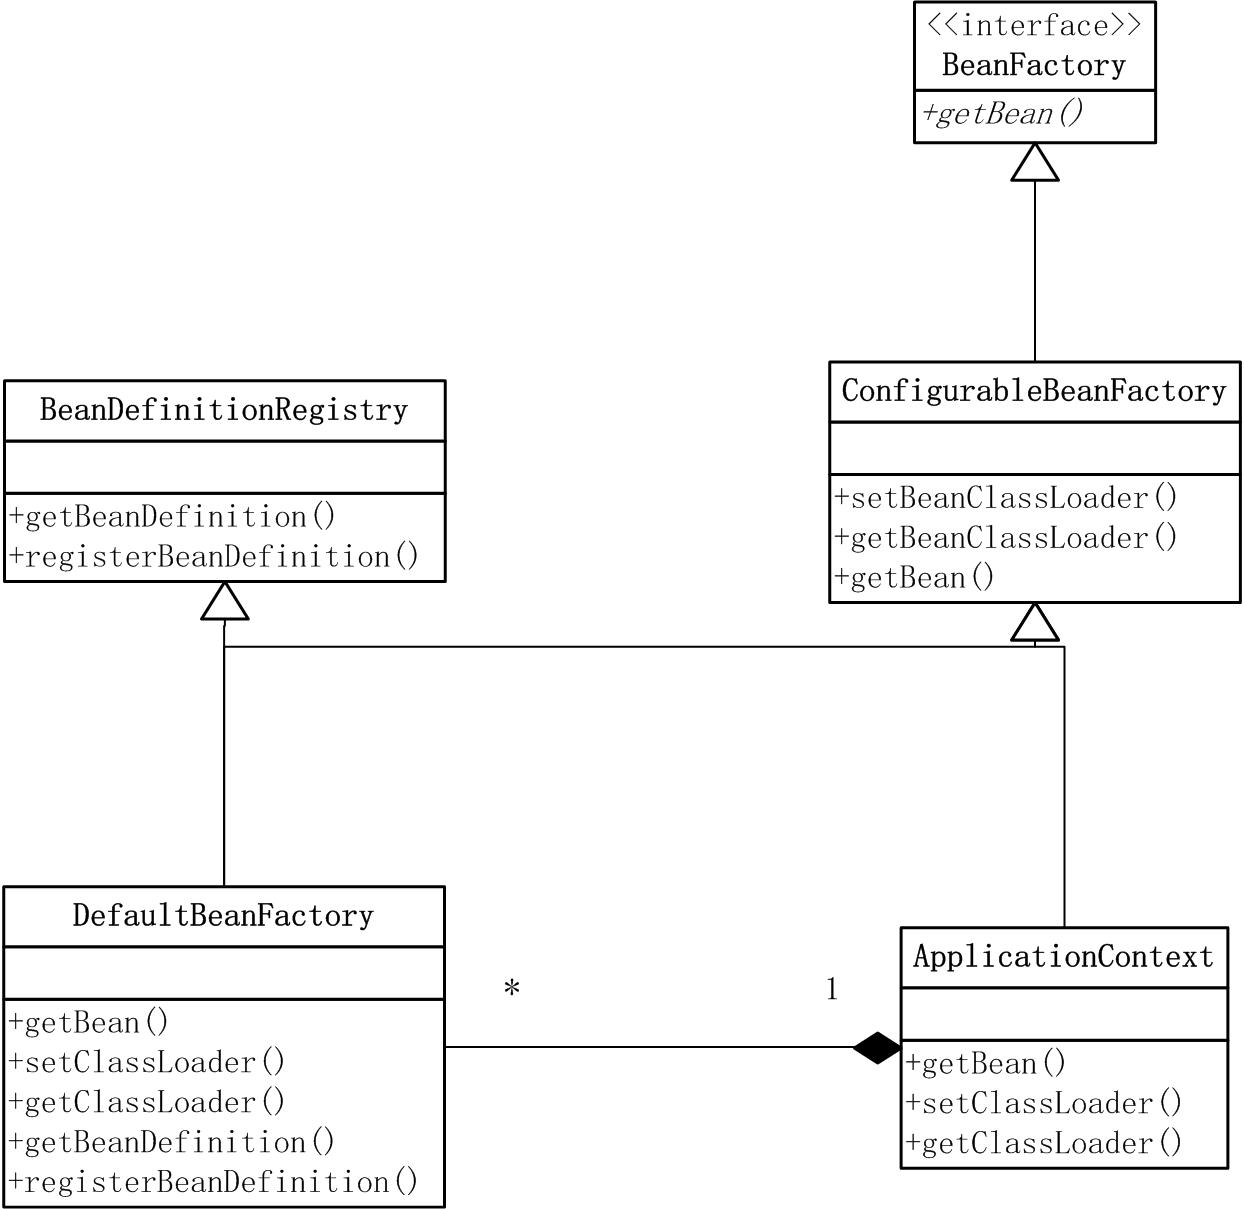 <<interface>>
BeanFactory
+getBean()
BeanDefinitionRegistry
+getBeanDefinition()
+registerBeanDefinition()
ConfigurableBeanFactory
+setBeanClassLoader()
+getBeanClassLoader()
+getBean()
DefaultBeanFactory
+getBean()
+setClassLoader()
+getClassLoader()
+getBeanDefinition()
+registerBeanDefinition()
*
1
ApplicationContext
+getBean()
+setClassLoader()
+getClassLoader()